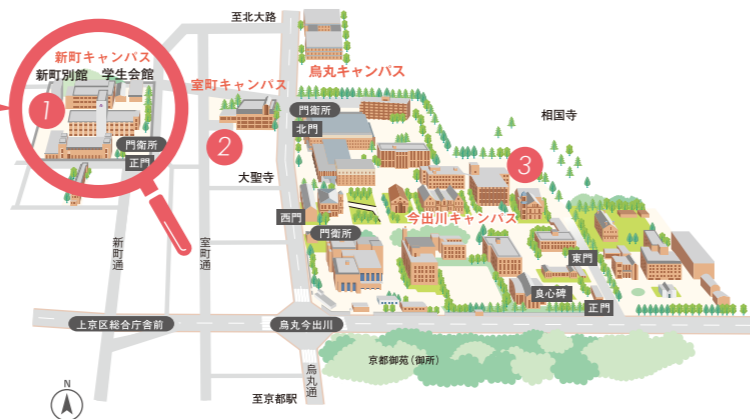 至北大路
新町キャンパス
新町別館 学生会館
1
門衛所
正門
室町キャンパス
2
烏丸キャンパス
門衛所
北門
相国寺
3
大聖寺
今出川キャンパス
西門
門衛所
東門
良心碑
正門
新町通
室町通
上京区総合庁舎前
烏丸今出川
烏丸通
京都御苑(御所)
至京都駅
N